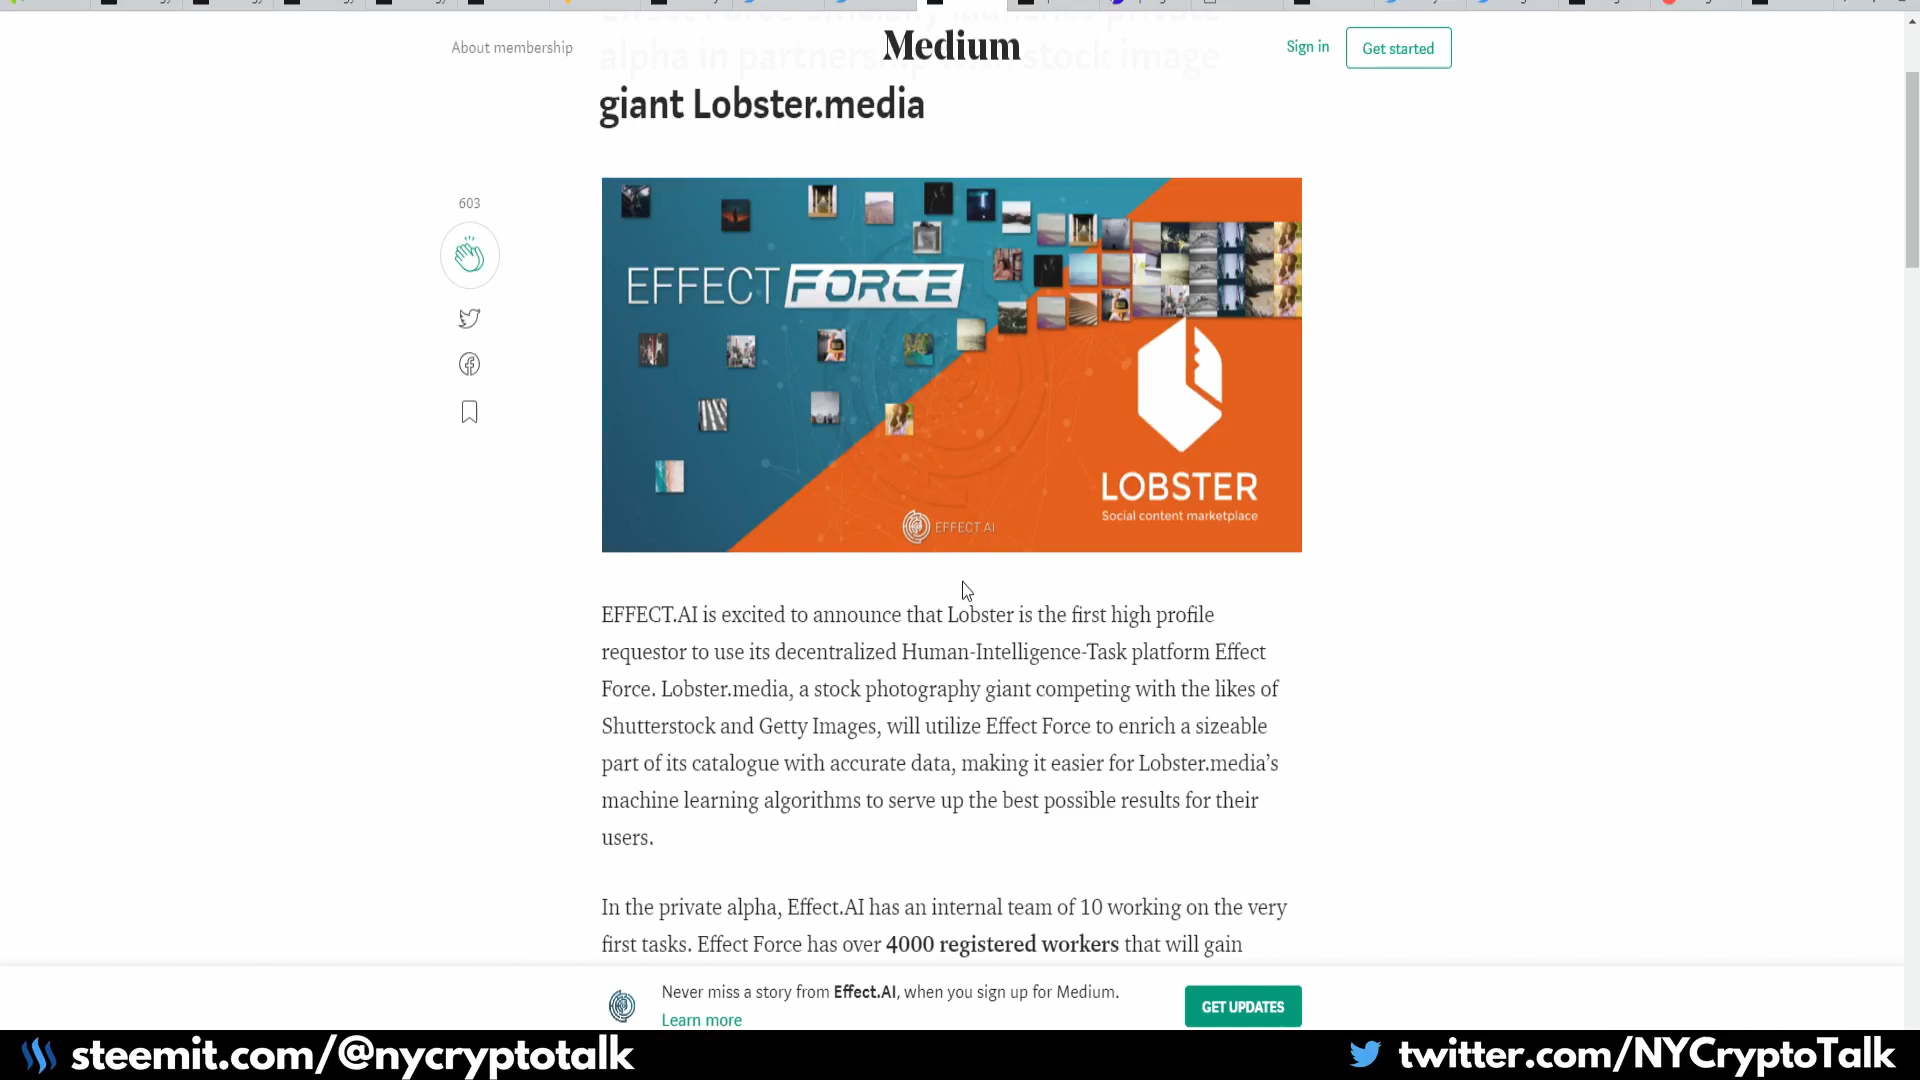 About membership
Medium
Sign in
Get started
alpha in partnership with stock image
giant Lobster.media
603
EFFECT FORCE
LOBSTER
Social content marketplace
EFFECT.AI
EFFECT.AI is excited to announce that Lobster is the first high profile
requestor to use its decentralized Human-Intelligence-Task platform Effect
Force. Lobster.media, a stock photography giant competing with the likes of
Shutterstock and Getty Images, will utilize Effect Force to enrich a sizeable
part of its catalogue with accurate data, making it easier for Lobster.media’s
machine learning algorithms to serve up the best possible results for their
users.
In the private alpha, Effect.AI has an internal team of 10 working on the very
first tasks. Effect Force has over 4000 registered workers that will gain
Never miss a story from Effect.AI, when you sign up for Medium.
Learn more
GET UPDATES
steemit.com/@nycryptotalk
twitter.com/NYCryptoTalk